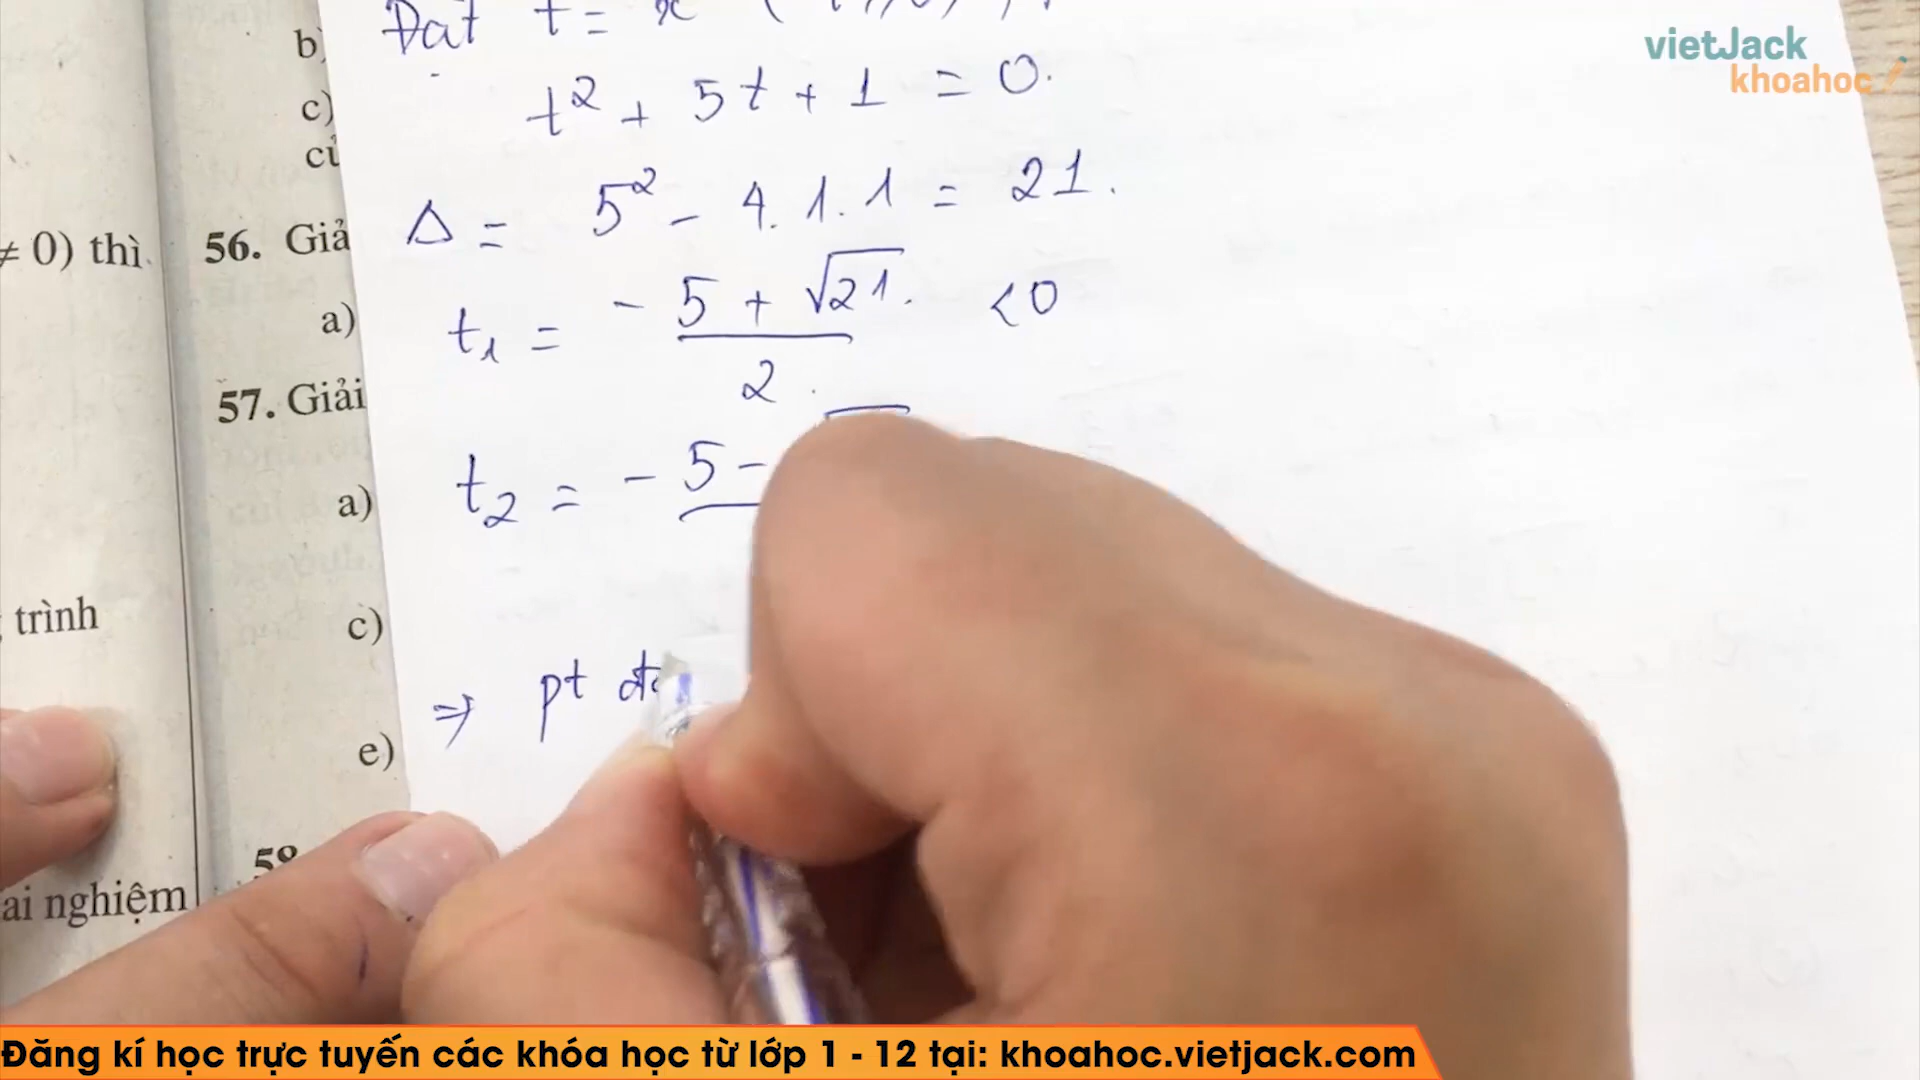 vietJack
khoahoc
Đặt t =
t² + 5t + 1 = 0.
Δ = 5² - 4.1.1 = 21.
t₁ = - 5 + √21. < 0
2
t₂ = - 5 -
⇒ pt
b)
c)
56. Giả
a)
57. Giải
a)
c)
e)
≠ 0) thì
trình
ai nghiệm
Đăng kí học trực tuyến các khóa học từ lớp 1 - 12 tại: khoahoc.vietjack.com